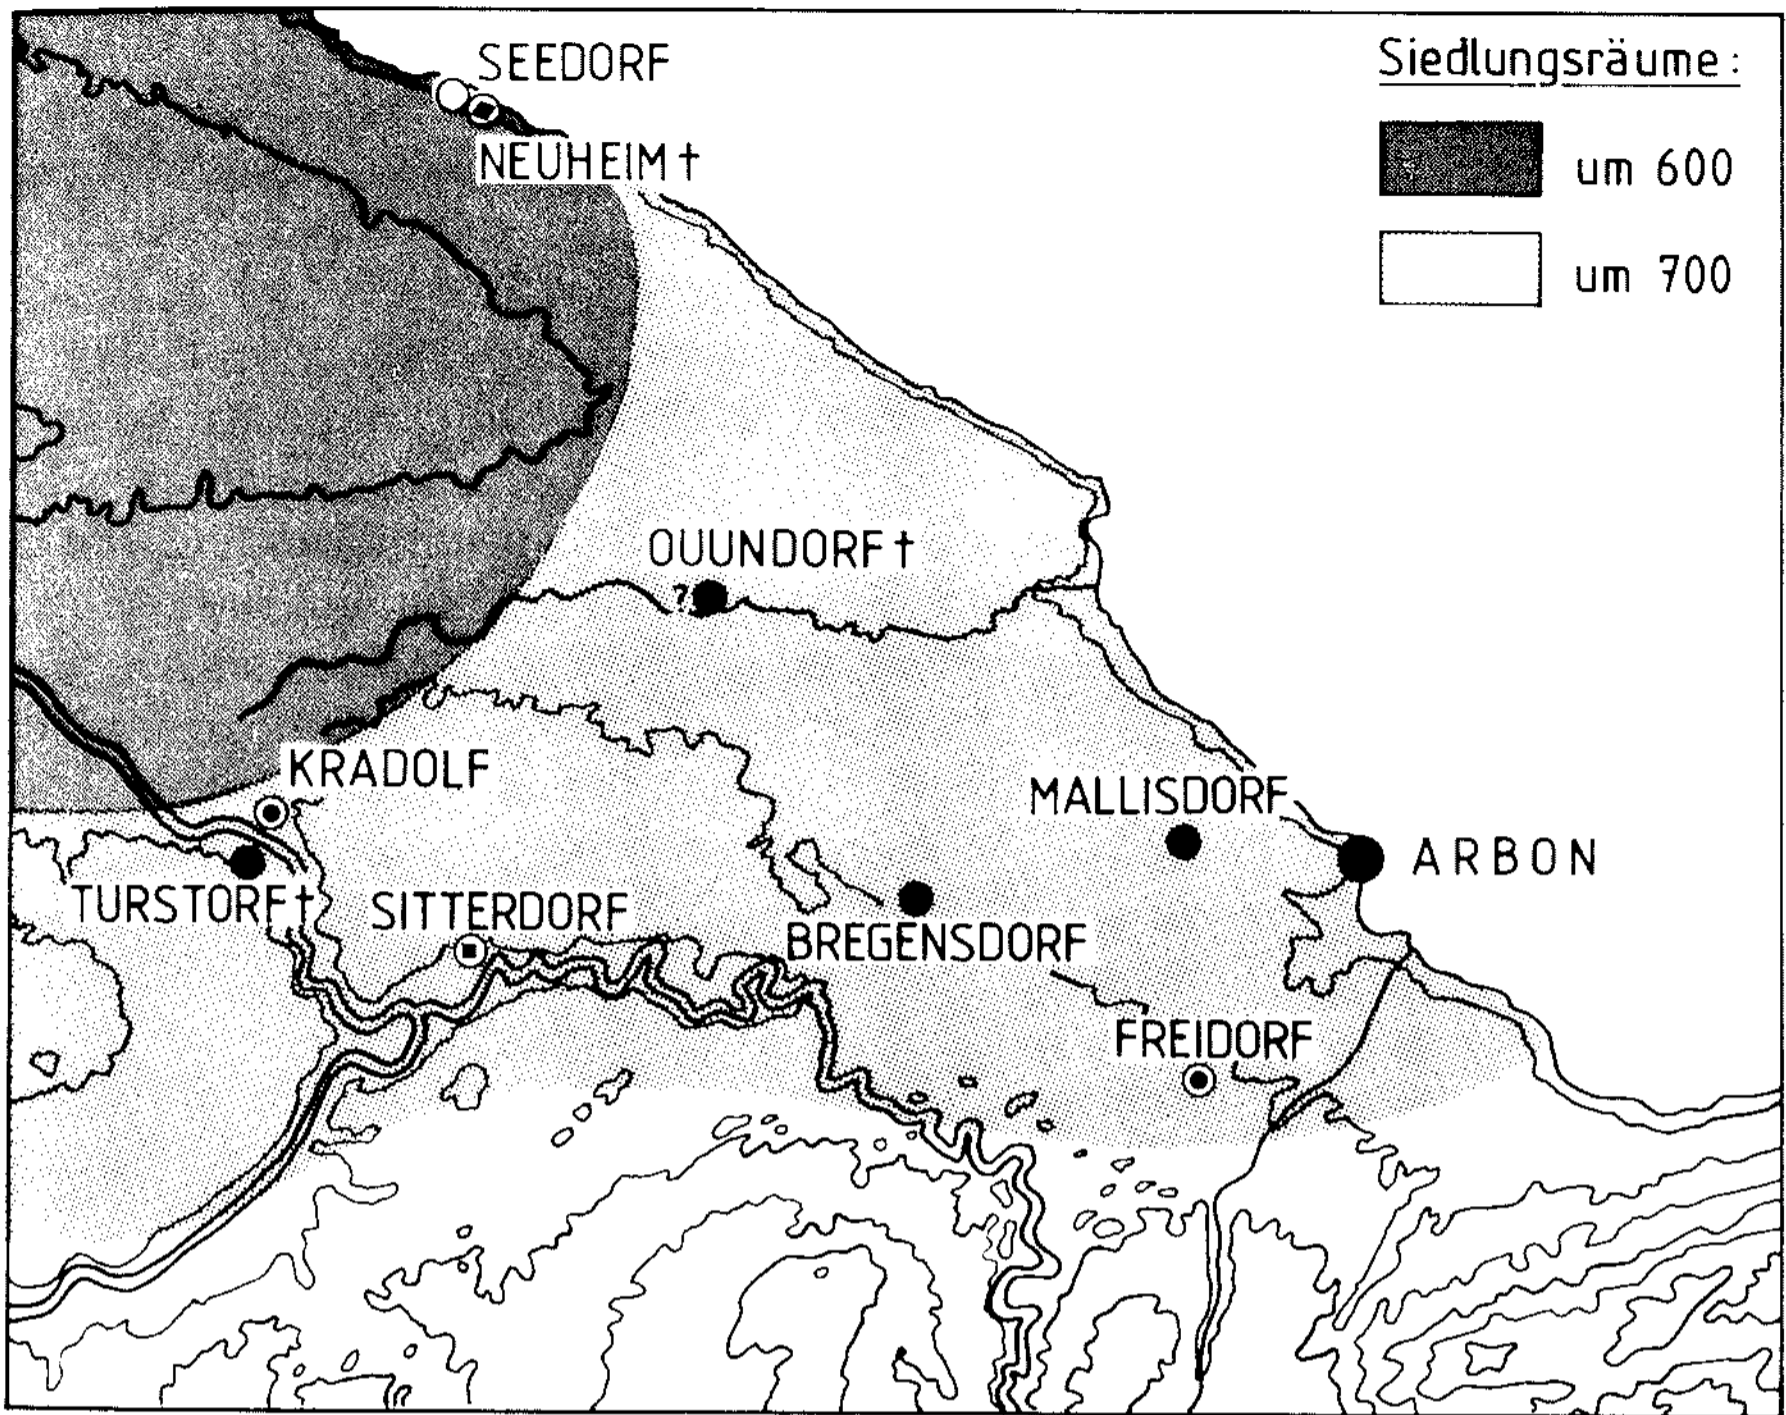 SEEDORF
NEUHEIM †
Siedlungsräume:
um 600
um 700
OUUNDORF †
?
KRADOLF
MALLISDORF
ARBON
TURSTORF †
SITTERDORF
BREGENSDORF
FREIDORF